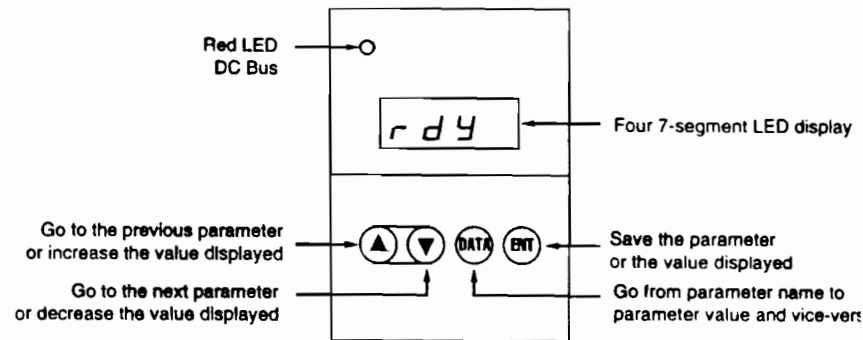 Red LED
DC Bus
rdY
Four 7-segment LED display
Go to the previous parameter
or increase the value displayed
DATA
ENT
Save the parameter
or the value displayed
Go to the next parameter
or decrease the value displayed
Go from parameter name to
parameter value and vice-vers